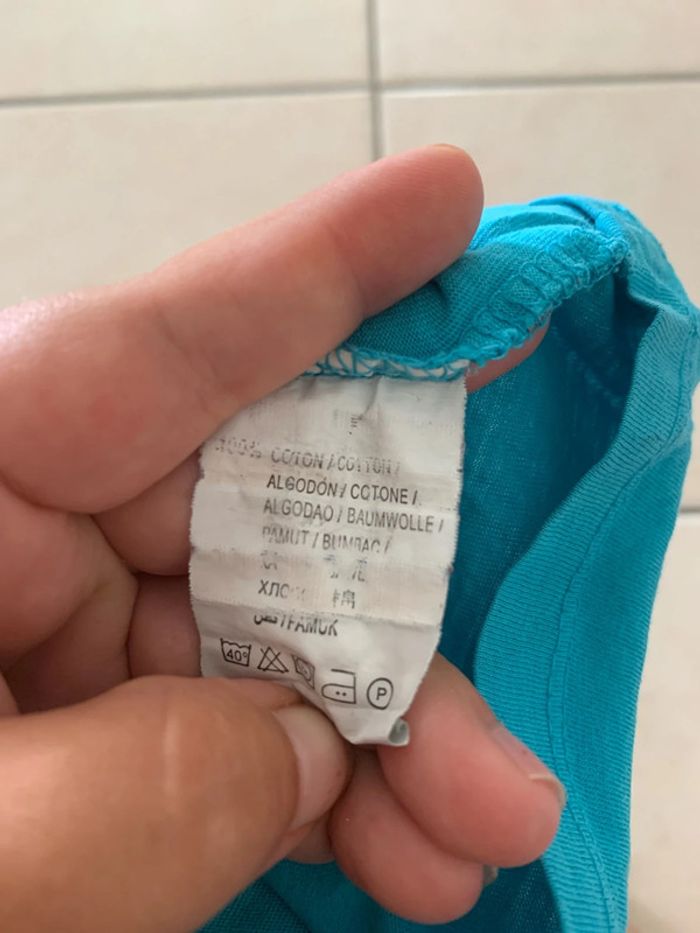 100% COTON / COTTON /
ALGODÓN / COTONE /
ALGODAO / BAUMWOLLE /
PAMUT / BUMBAC /
棉
/ PAMUK
40°
P